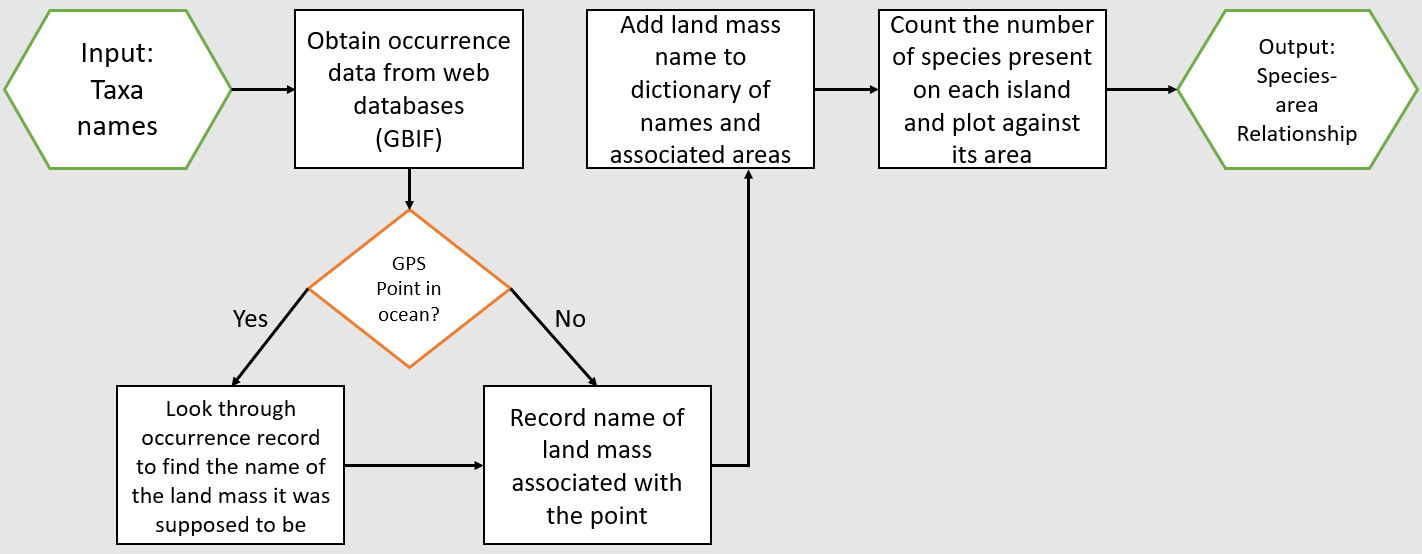 Input:
Taxa
names
Obtain occurrence
data from web
databases
(GBIF)
GPS
Point in
ocean?
Yes
No
Look through
occurrence record
to find the name of
the land mass it was
supposed to be
Record name of
land mass
associated with
the point
Add land mass
name to
dictionary of
names and
associated areas
Count the number
of species present
on each island
and plot against
its area
Output:
Species-
area
Relationship